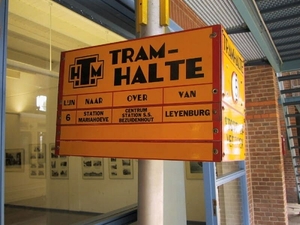 HTM
TRAM-
HALTE
LIJN NAAR OVER VAN
6 STATION
MARIAHOEVE CENTRUM
STATION S.S.
BEZUIDENHOUT LEYENBURG